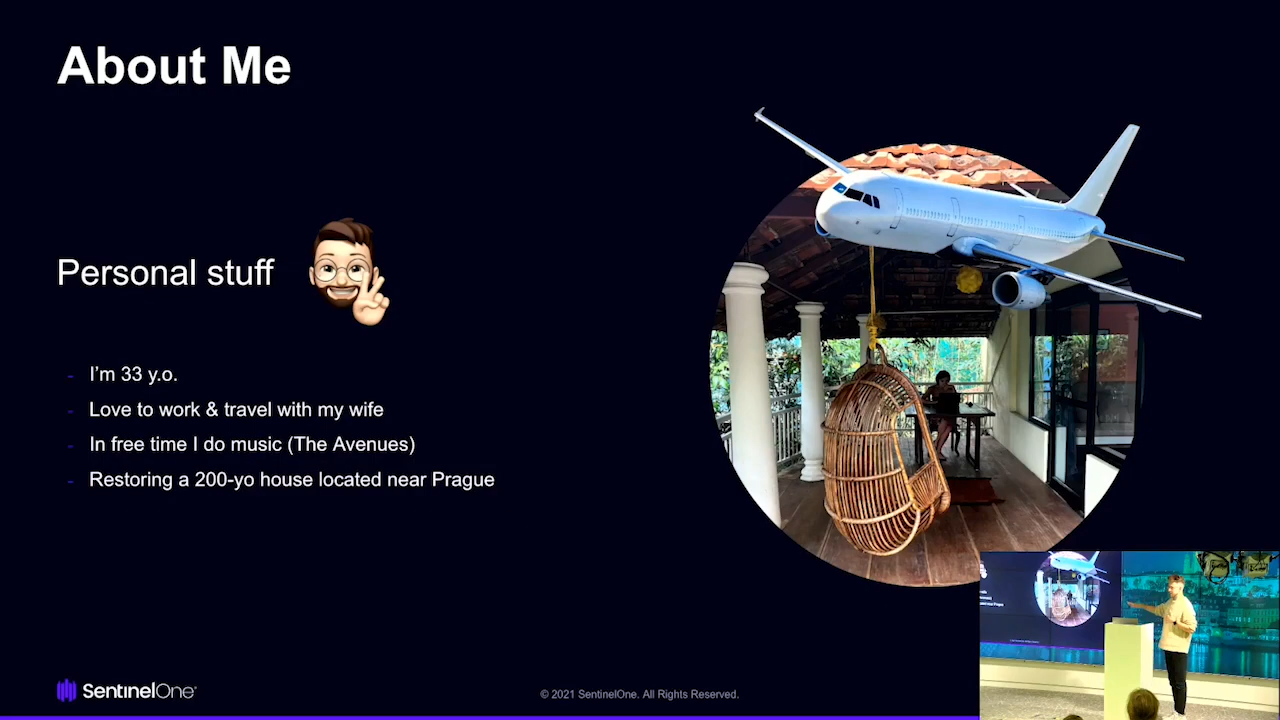 About Me
Personal stuff
- I'm 33 y.o.
- Love to work & travel with my wife
- In free time I do music (The Avenues)
- Restoring a 200-yo house located near Prague
SentinelOne
© 2021 SentinelOne. All Rights Reserved.